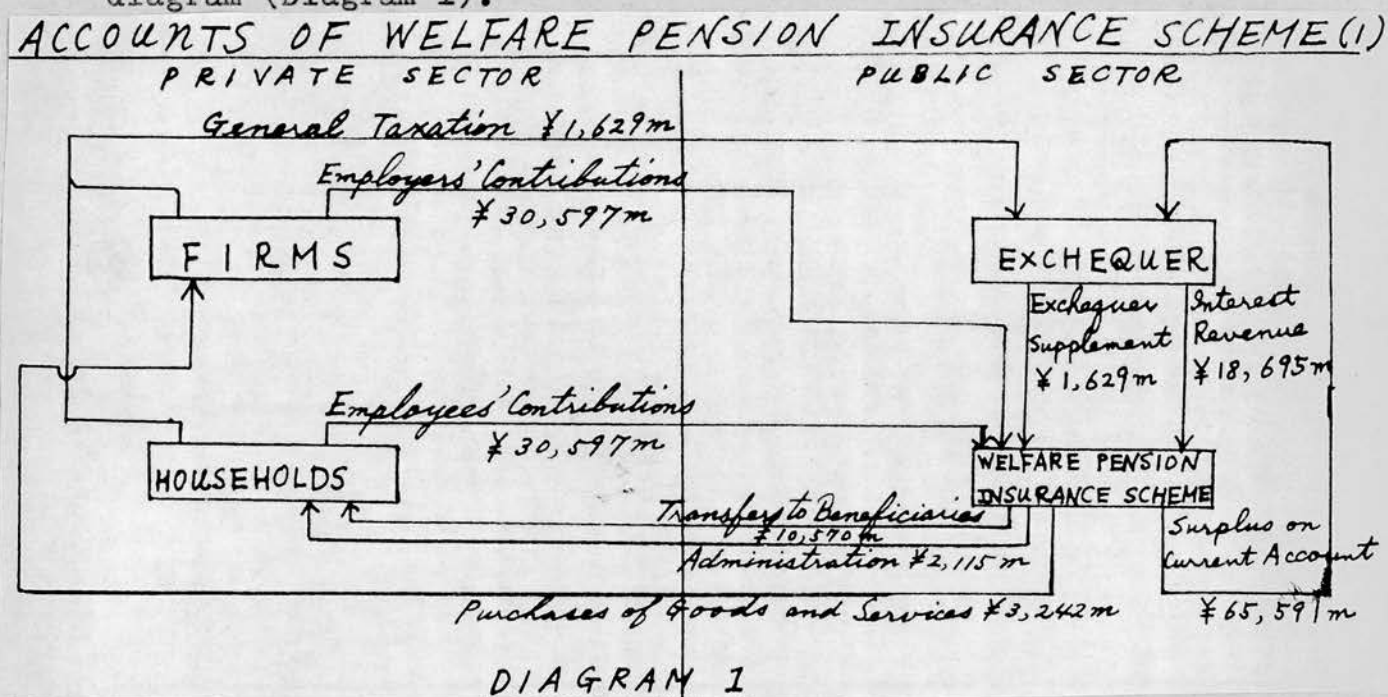 diagram (Diagram 1).
ACCOUNTS OF WELFARE PENSION INSURANCE SCHEME (1)
PRIVATE SECTOR
PUBLIC SECTOR
General Taxation ¥1,629m
Employers' Contributions
¥30,597m
FIRMS
EXCHEQUER
Exchequer
Supplement
¥1,629m
Interest
Revenue
¥18,695m
Employees' Contributions
¥30,597m
HOUSEHOLDS
WELFARE PENSION
INSURANCE SCHEME
Transfers to Beneficiaries
¥10,570m
Administration ¥2,115m
Surplus on
Current Account
¥65,591m
Purchases of Goods and Services ¥3,242m
DIAGRAM 1